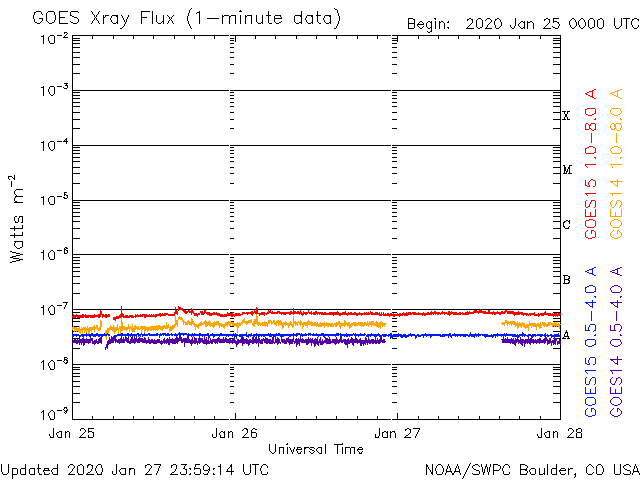 GOES Xray Flux (1-minute data)
Begin: 2020 Jan 25 0000 UTC
10⁻²
10⁻³
10⁻⁴
10⁻⁵
10⁻⁶
10⁻⁷
10⁻⁸
10⁻⁹
Watts m⁻²
X
M
C
B
A
GOES15 1.0-8.0 A
GOES14 1.0-8.0 A
GOES15 0.5-4.0 A
GOES14 0.5-4.0 A
Jan 25 Jan 26 Jan 27 Jan 28
Universal Time
Updated 2020 Jan 27 23:59:14 UTC
NOAA/SWPC Boulder, CO USA